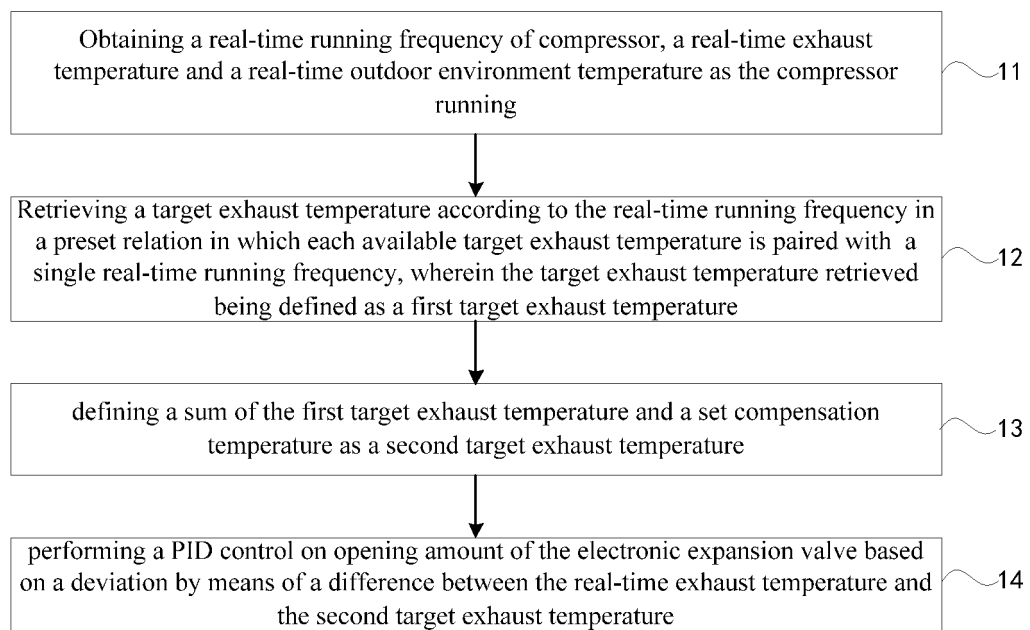 Obtaining a real-time running frequency of compressor, a real-time exhaust
temperature and a real-time outdoor environment temperature as the compressor
running
11
Retrieving a target exhaust temperature according to the real-time running frequency in
a preset relation in which each available target exhaust temperature is paired with a
single real-time running frequency, wherein the target exhaust temperature retrieved
being defined as a first target exhaust temperature
12
defining a sum of the first target exhaust temperature and a set compensation
temperature as a second target exhaust temperature
13
performing a PID control on opening amount of the electronic expansion valve based
on a deviation by means of a difference between the real-time exhaust temperature and
the second target exhaust temperature
14